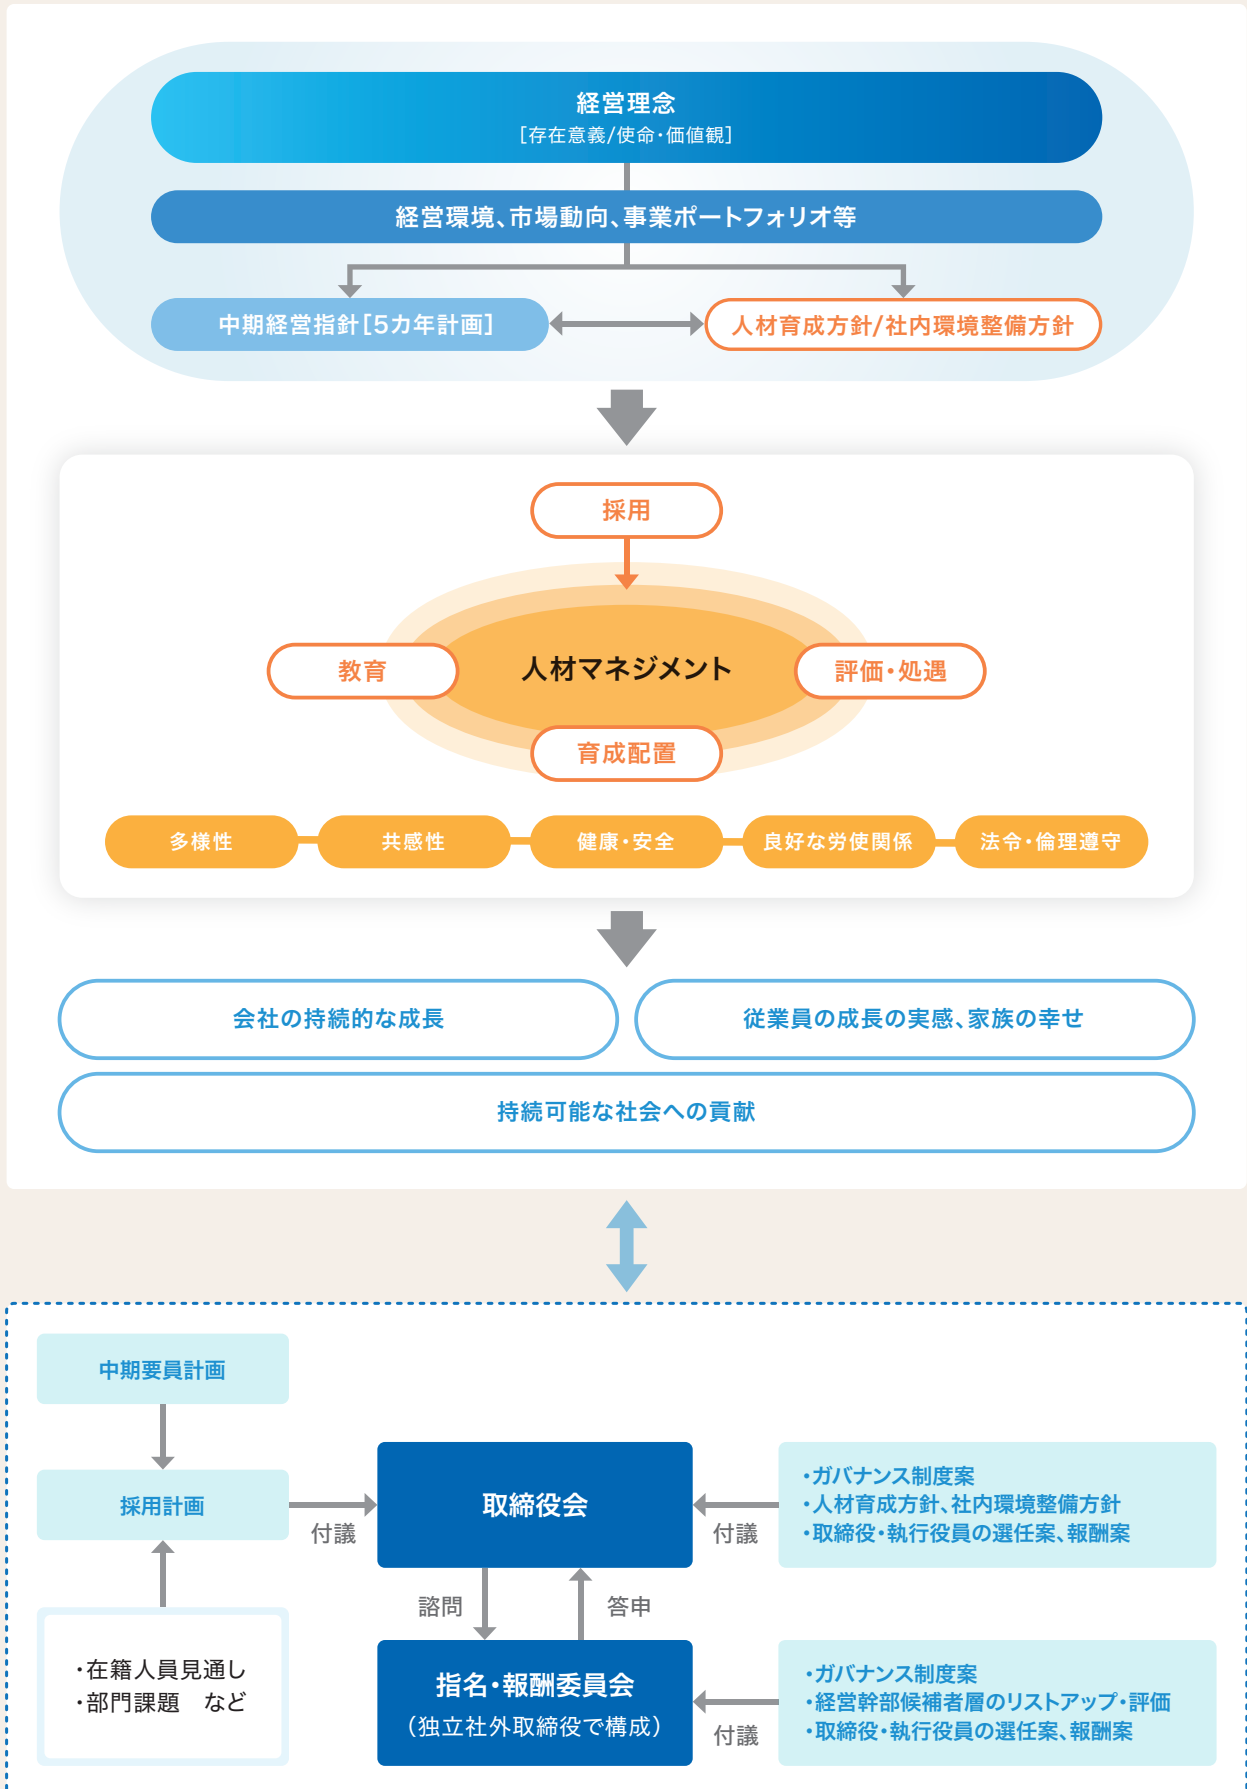 経営理念
[存在意義/使命・価値観]
経営環境、市場動向、事業ポートフォリオ等
中期経営指針[5カ年計画]
人材育成方針/社内環境整備方針
採用
教育
人材マネジメント
評価・処遇
育成配置
多様性
共感性
健康・安全
良好な労使関係
法令・倫理遵守
会社の持続的な成長
従業員の成長の実感、家族の幸せ
持続可能な社会への貢献
中期要員計画
採用計画
付議
取締役会
付議
・ガバナンス制度案
・人材育成方針、社内環境整備方針
・取締役・執行役員の選任案、報酬案
諮問
答申
・在籍人員見通し
・部門課題　など
指名・報酬委員会
（独立社外取締役で構成）
付議
・ガバナンス制度案
・経営幹部候補者層のリストアップ・評価
・取締役・執行役員の選任案、報酬案